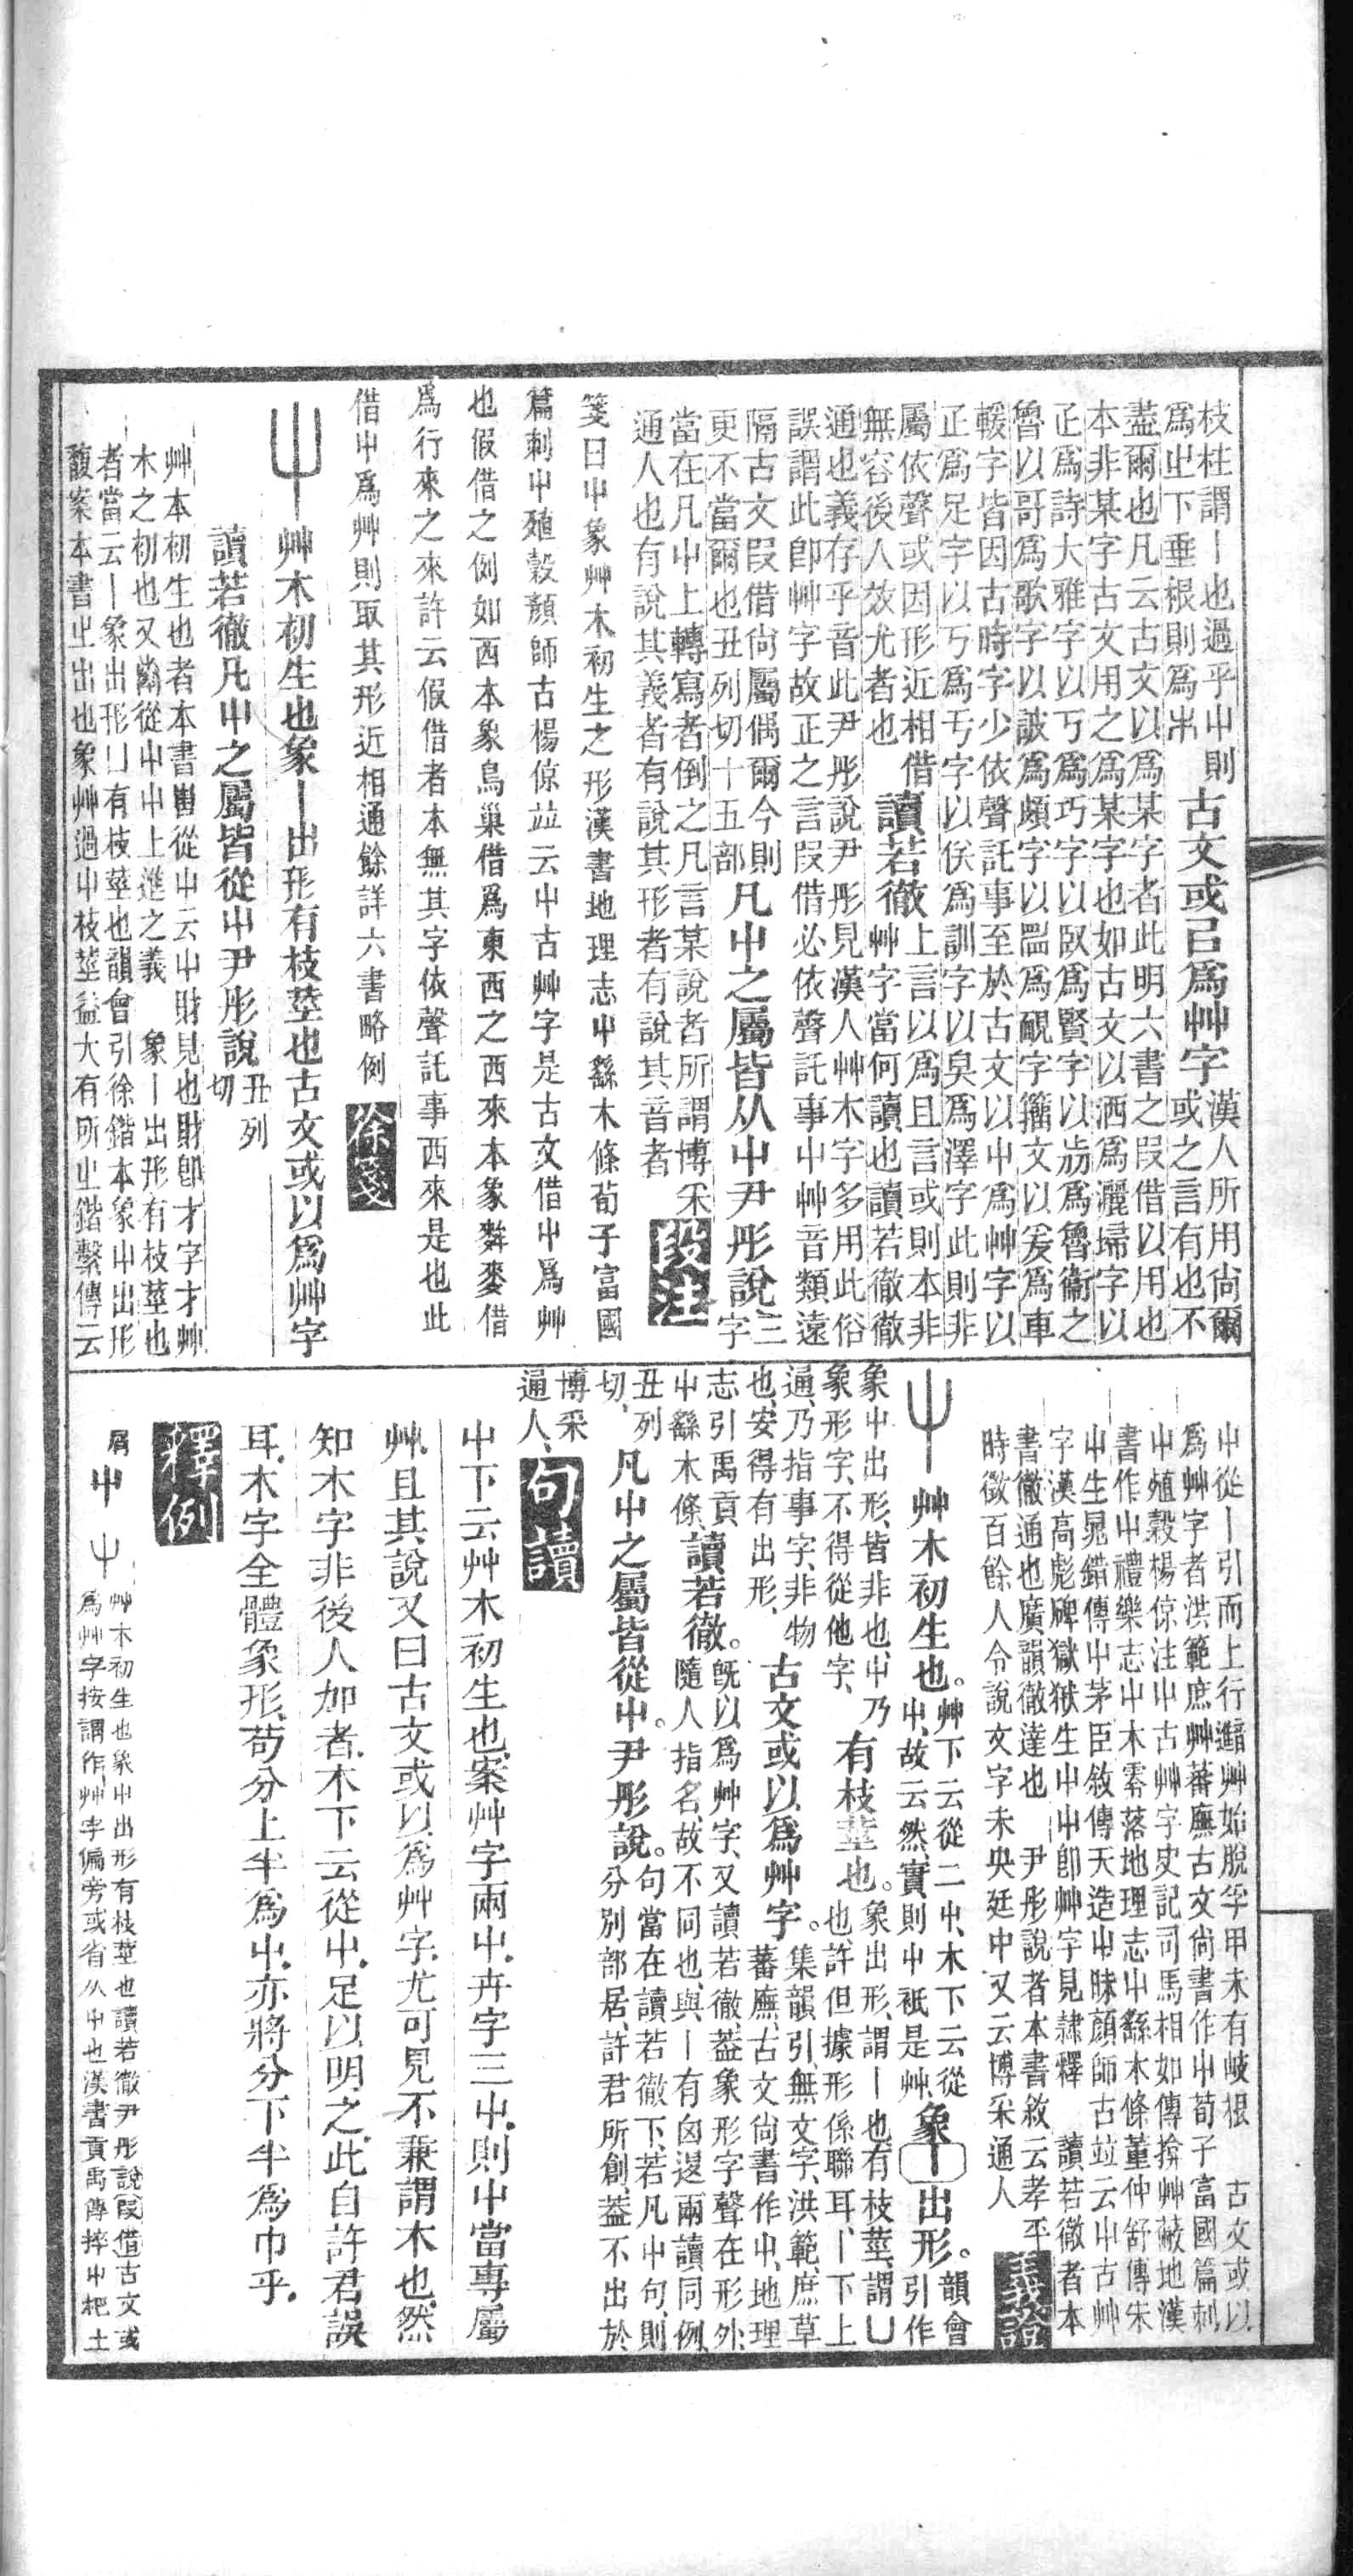 枝柱謂丨也過乎屮則
爲㞢下垂根則爲出
古文或㠯爲艸字
漢人所用尙爾
或之言有也不
盡爾也凡云古文以爲某字者此明六書之叚借以用也
本非某字古文用之爲某字也如古文以洒爲灑埽字以
疋爲詩大雅字以丂爲巧字以臤爲賢字以㫃爲魯衞之
魯以哥爲歌字以詖爲頗字以𥁕爲靦字籒文以爰爲車
轅字皆因古時字少依聲託事至於古文以屮爲艸字以
疋爲足字以丂爲亏字以㑞爲訓字以臭爲澤字此則非
屬依聲或因形近相借
無容後人效尤者也
讀若徹
上言以爲且言或則本非
艸字當何讀也讀若徹徹
通也義存乎音此尹彤說尹彤見漢人艸木字多用此俗
誤謂此卽艸字故正之言叚借必依聲託事屮艸音類遠
隔古文叚借尙屬偶爾今則
更不當爾也丑列切十五部
凡屮之屬皆从屮尹彤說
三字
當在凡屮上轉寫者倒之凡言某說者所謂博采
通人也有說其義者有說其形者有說其音者
段注
箋曰屮象艸木初生之形漢書地理志屮繇木條荀子富國
篇刺屮殖穀顏師古楊倞竝云屮古艸字是古文借屮爲艸
也假借之例如西本象鳥巢借爲東西之西來本象麰麥借
爲行來之來許云假借者本無其字依聲託事西來是也此
借屮爲艸則取其形近相通餘詳六書略例
徐箋
屮
艸木初生也象丨出形有枝莖也古文或以爲艸字
讀若徹凡屮之屬皆從屮尹彤說
丑列
切
艸本初生也者本書𡴆從屮云屮財見也財卽才字才艸
木之初也又㡭從屮屮上進之義　象丨出形有枝莖也
者當云丨象出形凵有枝莖也韻會引徐鍇本象屮出形
馥案本書㞢出也象艸過屮枝莖益大有所㞢鍇繫傳云
屮從丨引而上行䜭艸始脫孚甲未有岐根　古文或以
爲艸字者洪範庶艸蕃廡古文尙書作屮荀子富國篇刺
屮殖穀楊倞注屮古艸字史記司馬相如傳揜艸蔽地漢
書作屮禮樂志屮木零落地理志屮繇木條董仲舒傳朱
屮生鼂錯傳屮茅臣敘傳天造屮昧顏師古竝云屮古艸
字漢高彪碑獄犾生屮屮卽艸字見隸釋　讀若徹者本
書徹通也廣韻徹達也　尹彤說者本書敘云孝平
時徵百餘人令說文字未央廷中又云博采通人
義證
屮
艸木初生也。
艸下云從二屮、木下云從
屮、故云然、實則屮衹是艸、
象丨出形。
韻會
引作
象屮出形、皆非也、屮乃
象形字、不得從他字、
有枝莖也。
象出形、謂丨也、有枝莖、謂凵
也、許但據形係聯耳、丨下上
通、乃指事字、非物
也、安得有出形、
古文或以爲艸字。
集韻引、無文字、洪範、庶草
蕃廡、古文尙書作屮、地理
志引禹貢
屮繇木條、
讀若徹。
旣以爲艸字、又讀若徹、蓋象形字聲在形外、
隨人指名、故不同也、與丨有囟𨓤兩讀同例、
丑列
切、
凡屮之屬皆從屮。尹彤說。
句當在讀若徹下、若凡屮句、則
分別部居、許君所創、蓋不出於
博采
通人、
句讀
屮下云艸木初生也、案艸字兩屮、卉字三屮、則屮當專屬
艸、且其說又曰古文或以爲艸字、尤可見不兼謂木也、然
知木字非後人加者、木下云從屮、足以明之、此自許君誤
耳、木字全體象形、苟分上半爲屮、亦將分下半爲巾乎、
釋例
屑屮
屮
艸木初生也象屮出形有枝莖也讀若徹尹彤說叚借古文或
爲艸字按謂作艸字偏旁或省从屮也漢書貢禹傳捽屮杷土